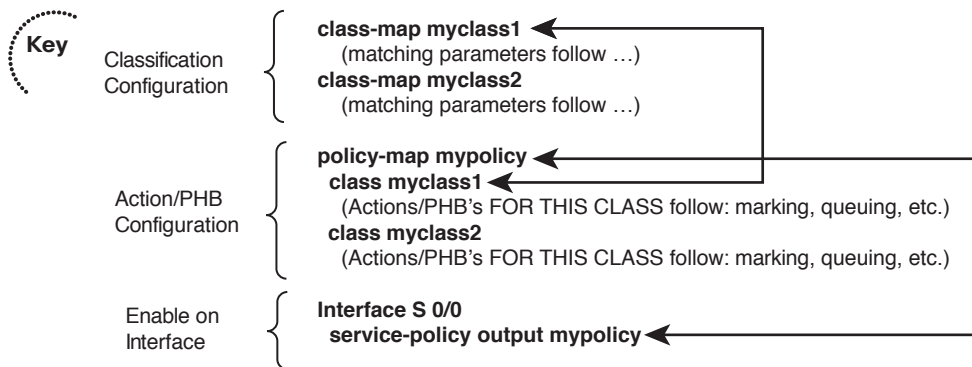 Key
Classification
Configuration
class-map myclass1
(matching parameters follow …)
class-map myclass2
(matching parameters follow …)
Action/PHB
Configuration
policy-map mypolicy
class myclass1
(Actions/PHB's FOR THIS CLASS follow: marking, queuing, etc.)
class myclass2
(Actions/PHB's FOR THIS CLASS follow: marking, queuing, etc.)
Enable on
Interface
Interface S 0/0
service-policy output mypolicy